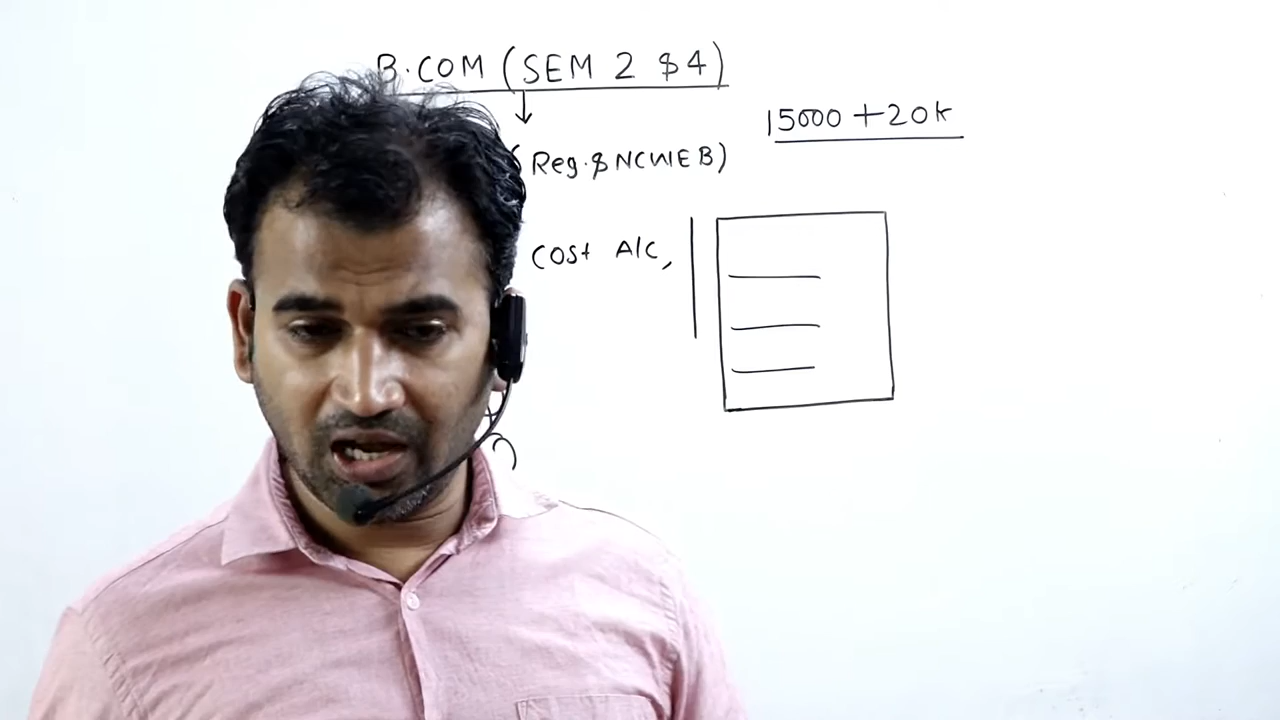 B.COM (SEM 2 $4)
15000 + 20k
(Reg. $ NCWEB)
Cost A/C,